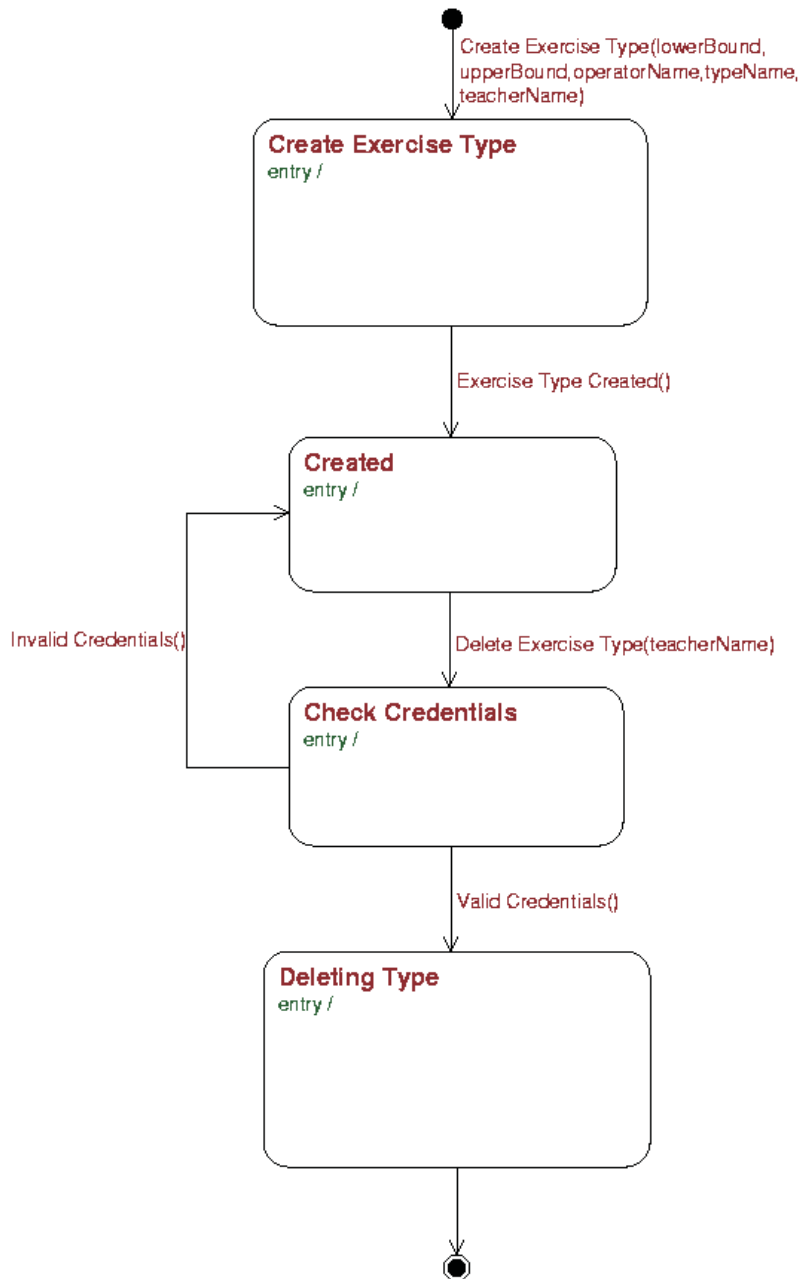 Create Exercise Type(lowerBound,
upperBound,operatorName,typeName,
teacherName)
Create Exercise Type
entry /
Exercise Type Created()
Created
entry /
Invalid Credentials()
Delete Exercise Type(teacherName)
Check Credentials
entry /
Valid Credentials()
Deleting Type
entry /